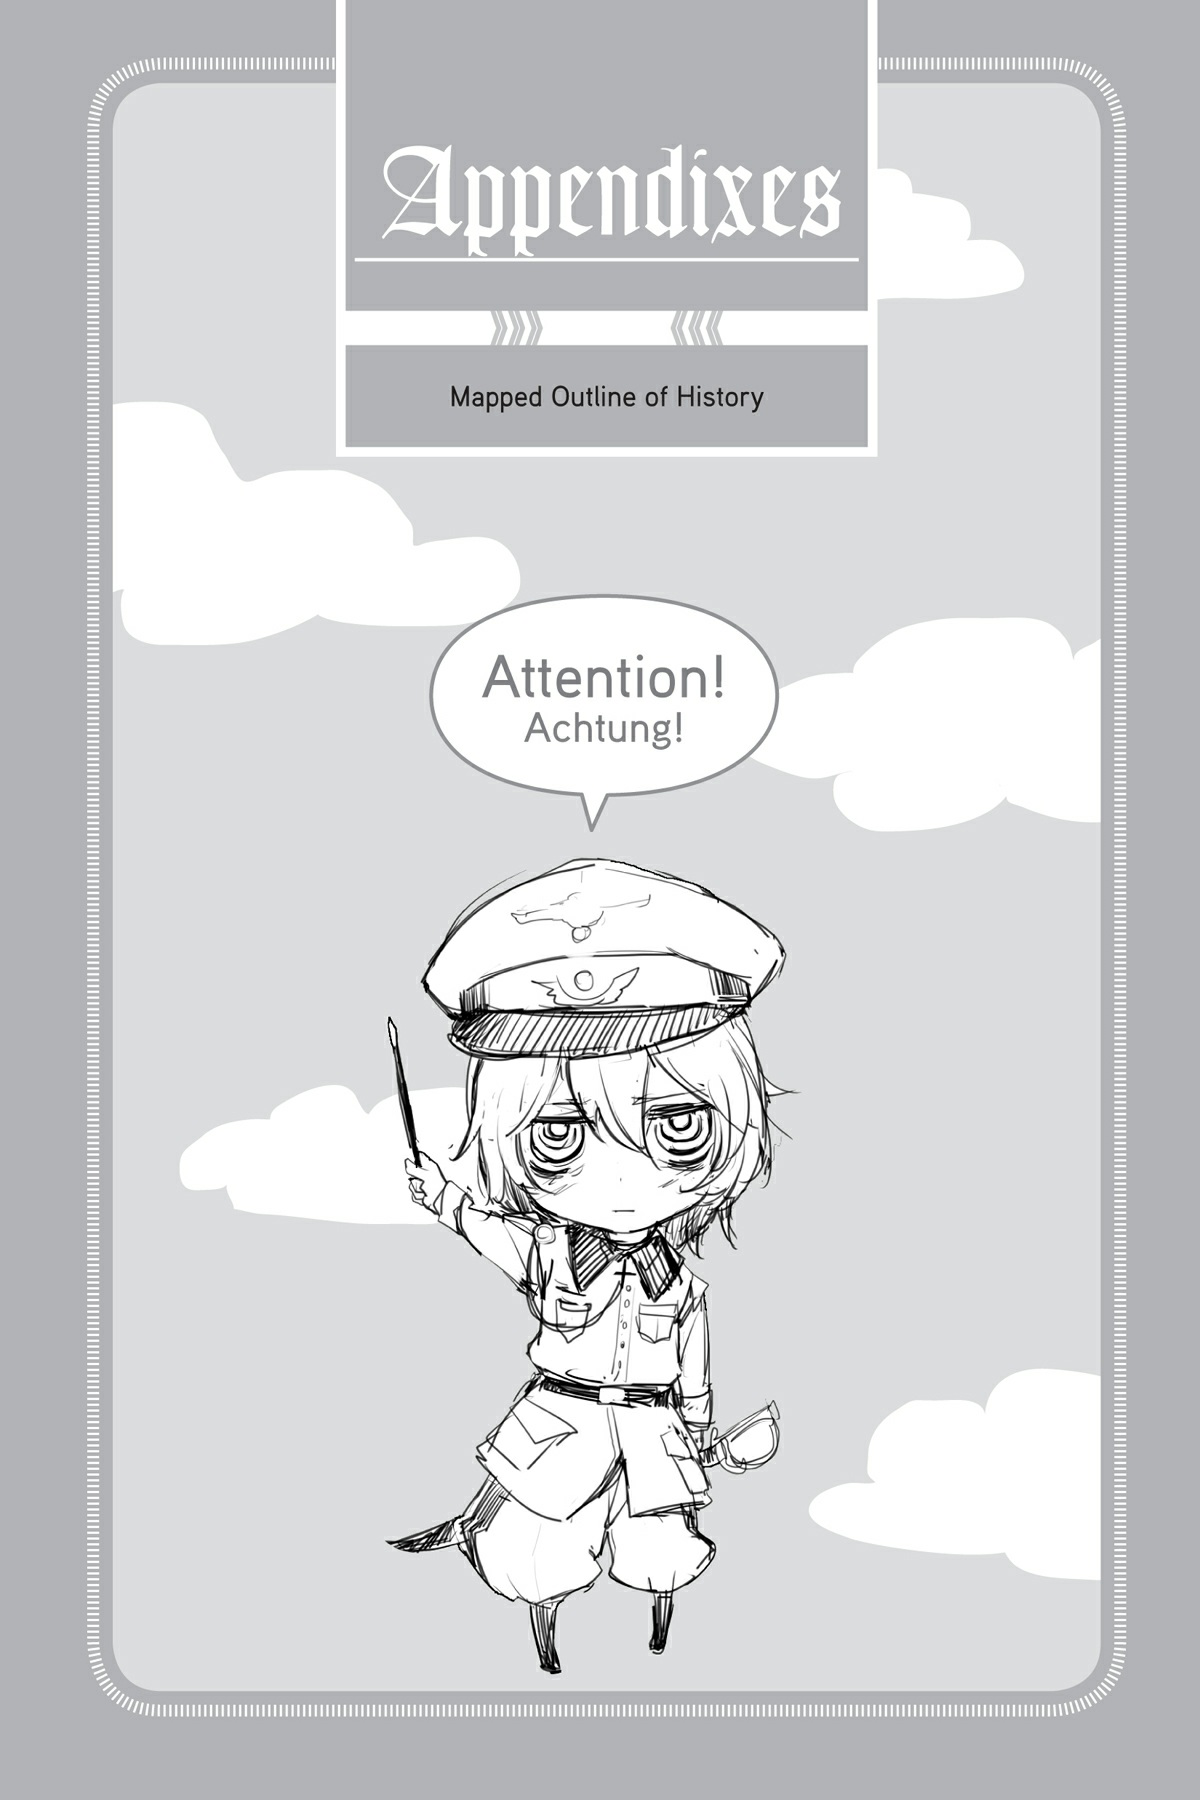 Appendixes
Mapped Outline of History
Attention!
Achtung!